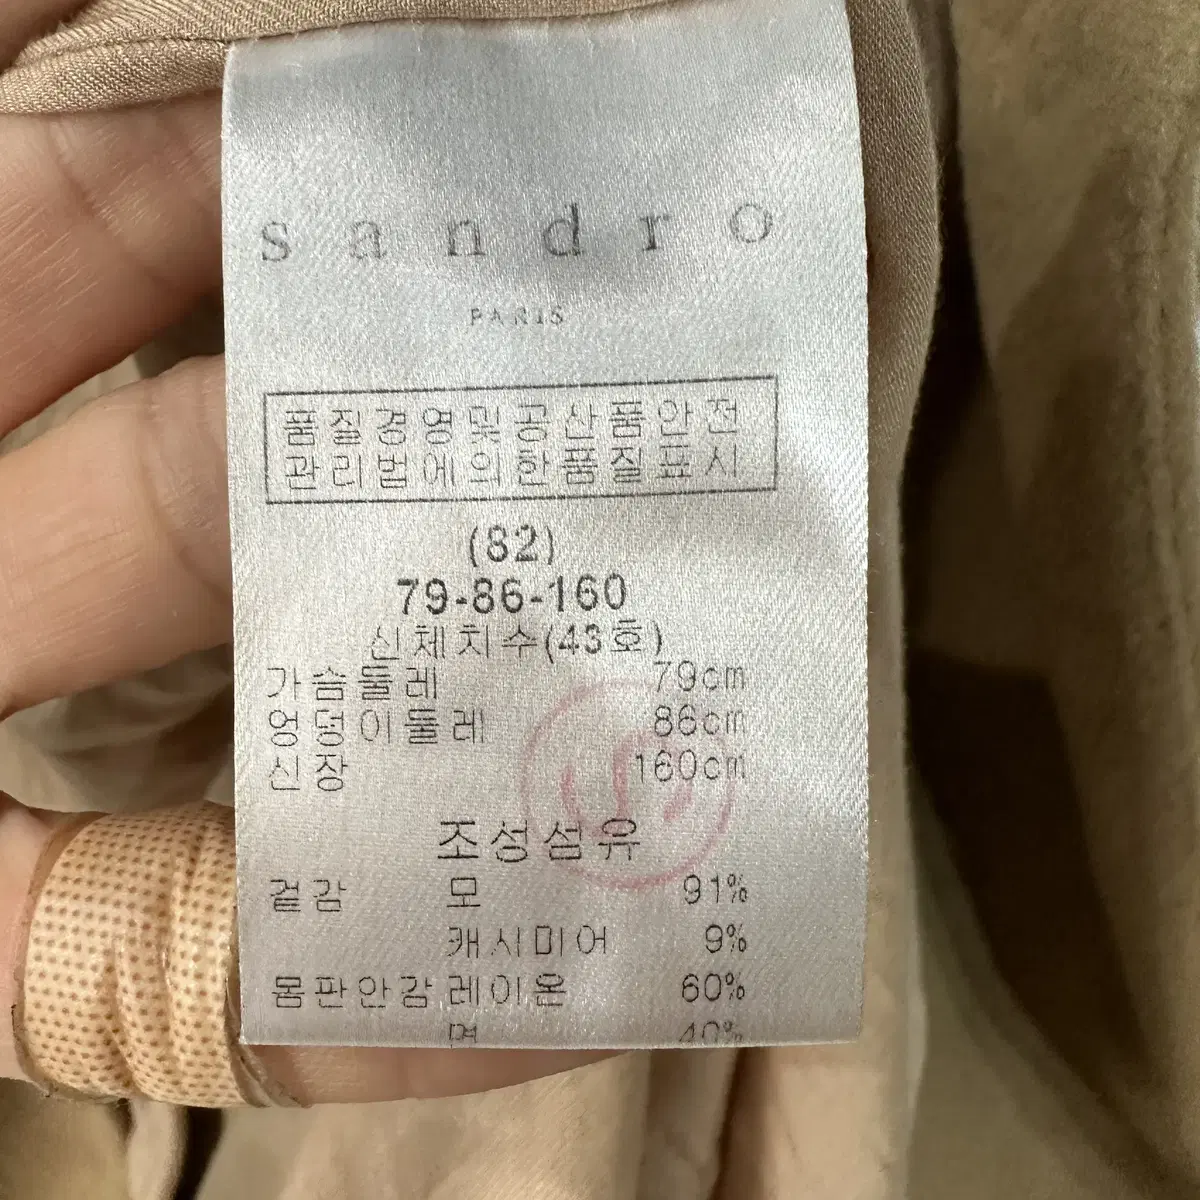 sandro
PARIS
품질경영및공산품안전
관리법에의한품질표시
(82)
79-86-160
신체치수(43호)
가슴둘레 79cm
엉덩이둘레 86cm
신장 160cm
조성섬유
겉감 모 91%
캐시미어 9%
몸판안감 레이온 60%
면 40%